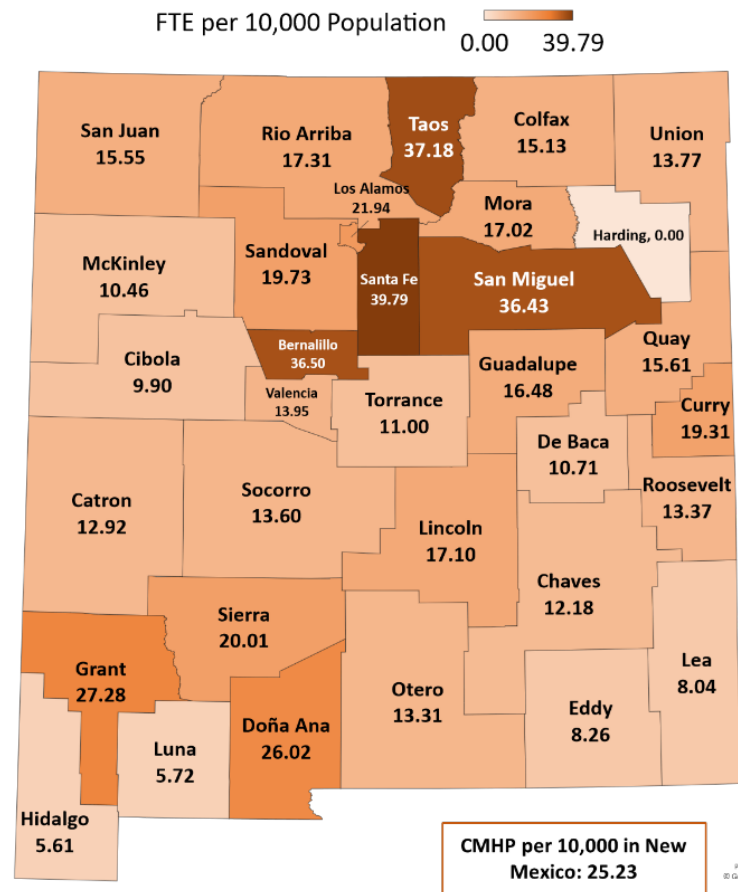 FTE per 10,000 Population
0.00 39.79
San Juan
15.55
Rio Arriba
17.31
Taos
37.18
Colfax
15.13
Union
13.77
Los Alamos
21.94
Mora
17.02
Harding, 0.00
McKinley
10.46
Sandoval
19.73
Santa Fe
39.79
San Miguel
36.43
Cibola
9.90
Bernalillo
36.50
Valencia
13.95
Torrance
11.00
Guadalupe
16.48
Quay
15.61
Curry
19.31
De Baca
10.71
Roosevelt
13.37
Catron
12.92
Socorro
13.60
Lincoln
17.10
Chaves
12.18
Sierra
20.01
Grant
27.28
Doña Ana
26.02
Otero
13.31
Lea
8.04
Eddy
8.26
Luna
5.72
Hidalgo
5.61
CMHP per 10,000 in New
Mexico: 25.23